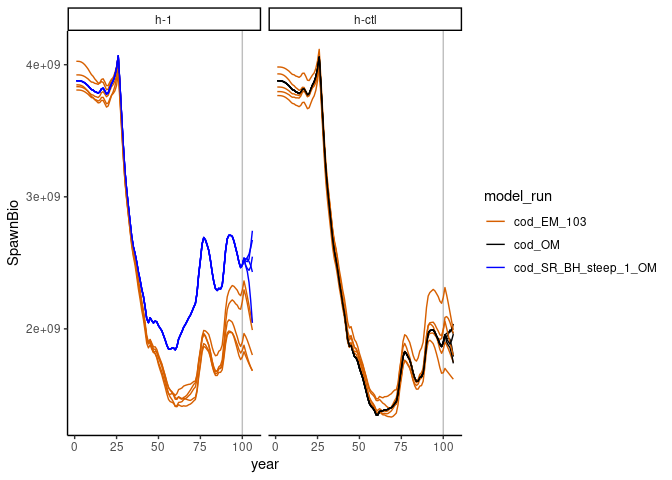 h-1
h-ctl
4e+09
3e+09
2e+09
SpawnBio
0
25
50
75
100
0
25
50
75
100
year
model_run
cod_EM_103
cod_OM
cod_SR_BH_steep_1_OM